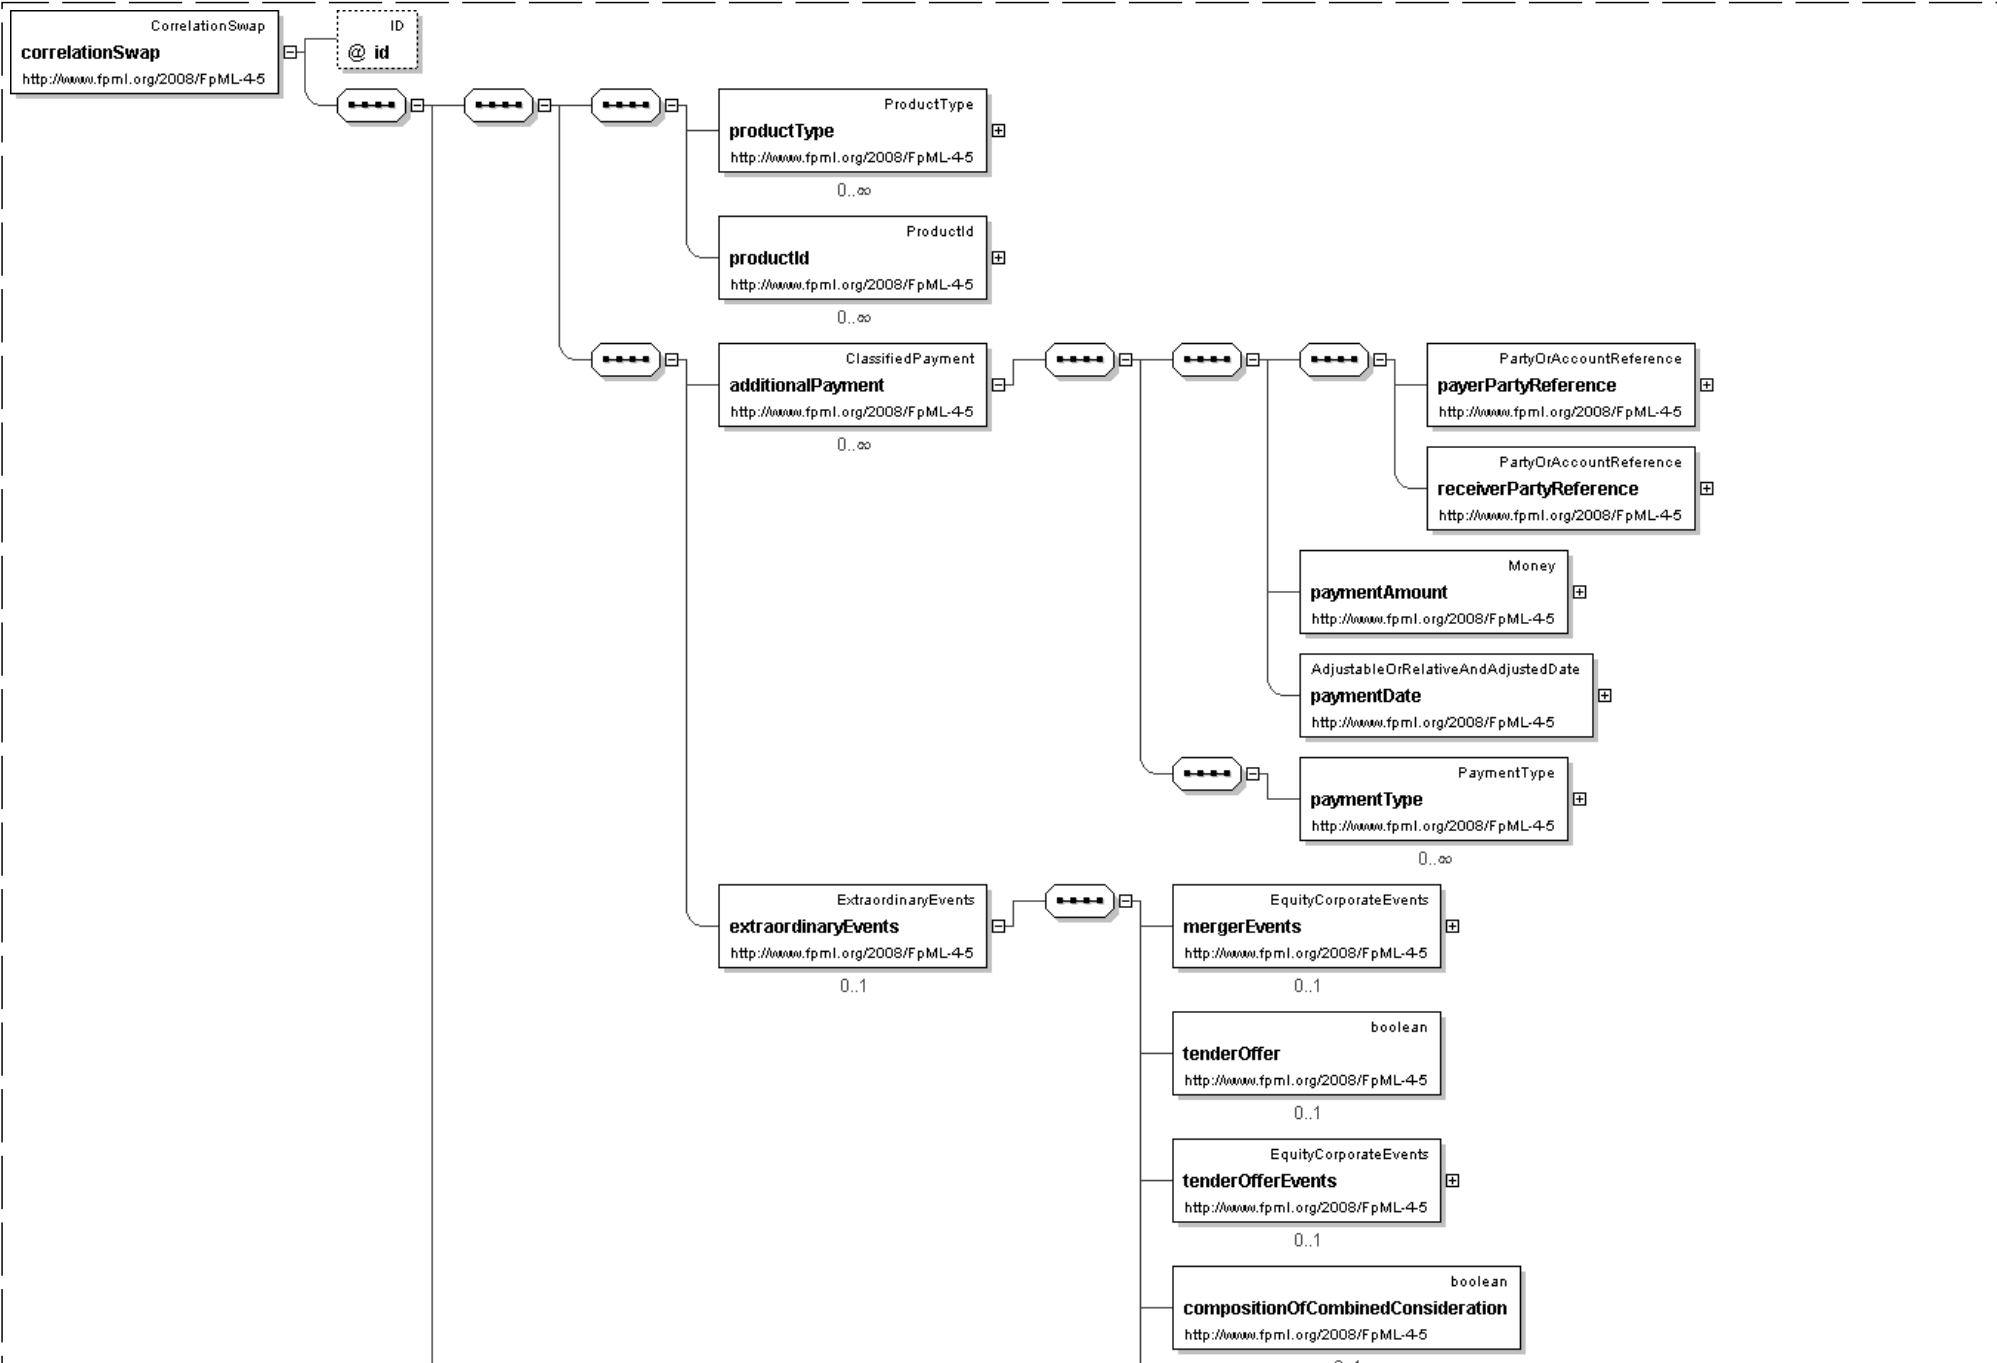 CorrelationSwap
correlationSwap
http://www.fpml.org/2008/FpML-4-5
ID
@ id
ProductType
productType
http://www.fpml.org/2008/FpML-4-5
0..∞
ProductId
productId
http://www.fpml.org/2008/FpML-4-5
0..∞
ClassifiedPayment
additionalPayment
http://www.fpml.org/2008/FpML-4-5
0..∞
PartyOrAccountReference
payerPartyReference
http://www.fpml.org/2008/FpML-4-5
PartyOrAccountReference
receiverPartyReference
http://www.fpml.org/2008/FpML-4-5
Money
paymentAmount
http://www.fpml.org/2008/FpML-4-5
AdjustableOrRelativeAndAdjustedDate
paymentDate
http://www.fpml.org/2008/FpML-4-5
PaymentType
paymentType
http://www.fpml.org/2008/FpML-4-5
0..∞
ExtraordinaryEvents
extraordinaryEvents
http://www.fpml.org/2008/FpML-4-5
0..1
EquityCorporateEvents
mergerEvents
http://www.fpml.org/2008/FpML-4-5
0..1
boolean
tenderOffer
http://www.fpml.org/2008/FpML-4-5
0..1
EquityCorporateEvents
tenderOfferEvents
http://www.fpml.org/2008/FpML-4-5
0..1
boolean
compositionOfCombinedConsideration
http://www.fpml.org/2008/FpML-4-5